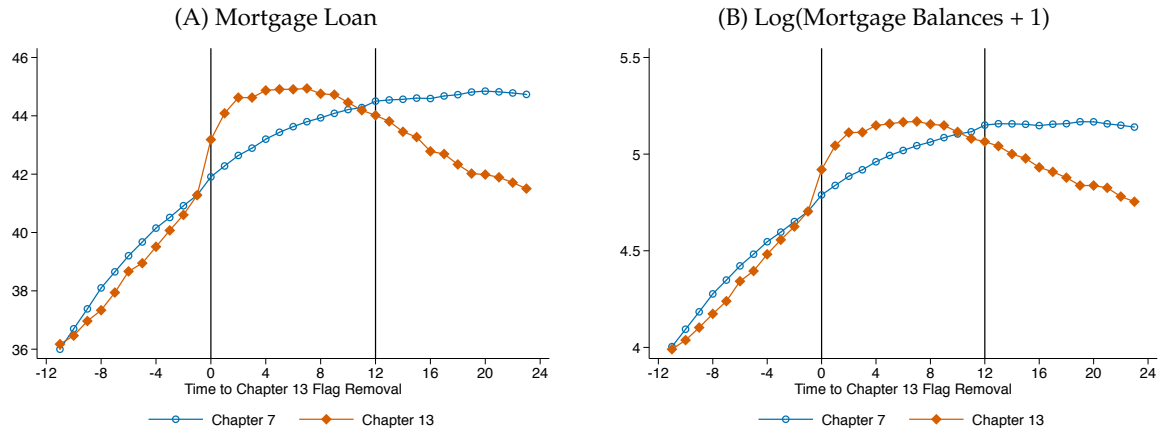 (A) Mortgage Loan
46
44
42
40
38
36
-12 -8 -4 0 4 8 12 16 20 24
Time to Chapter 13 Flag Removal
Chapter 7 Chapter 13
(B) Log(Mortgage Balances + 1)
5.5
5
4.5
4
-12 -8 -4 0 4 8 12 16 20 24
Time to Chapter 13 Flag Removal
Chapter 7 Chapter 13